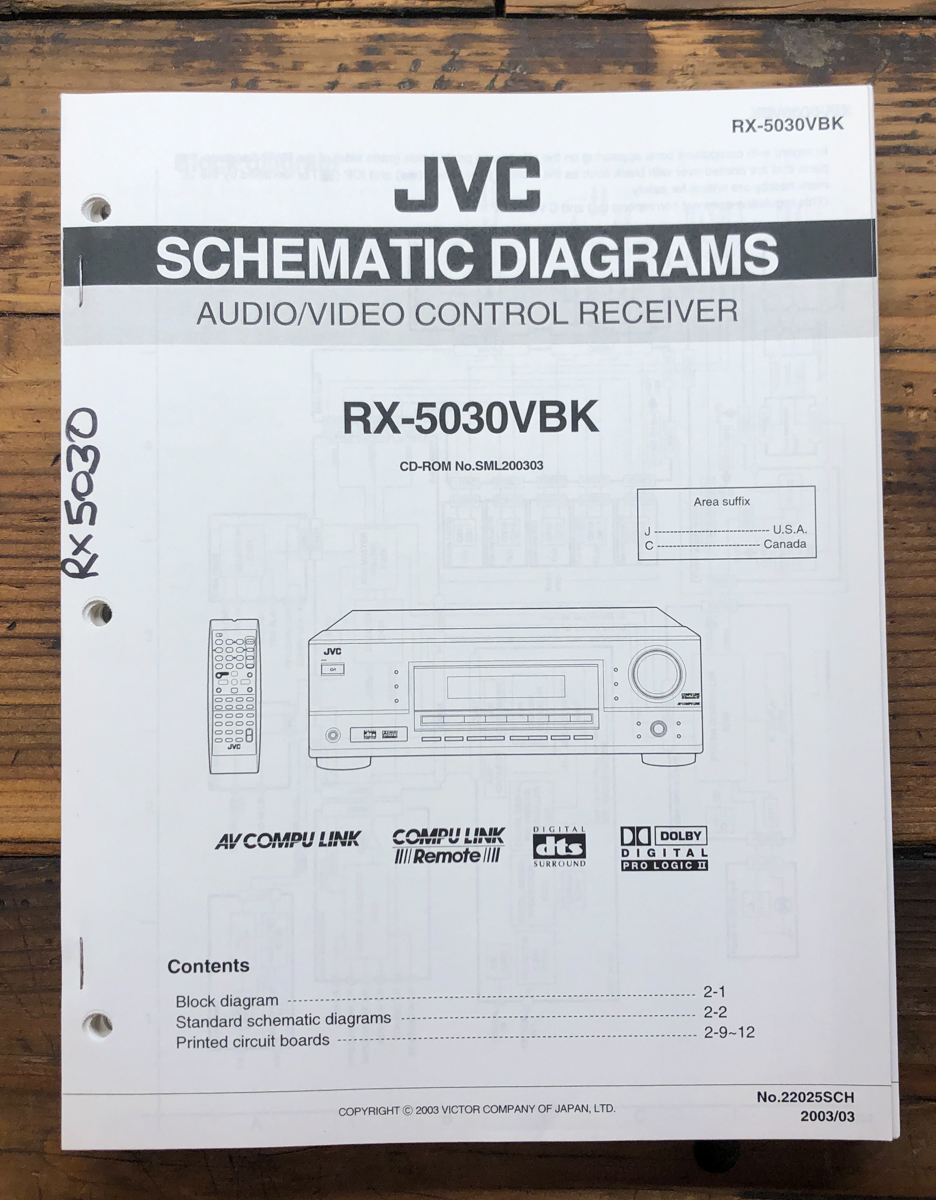 RX-5030VBK
JVC
SCHEMATIC DIAGRAMS
AUDIO/VIDEO CONTROL RECEIVER
RX-5030VBK
CD-ROM No.SML200303
Area suffix
J ---------------------------- U.S.A.
C ------------------------- Canada
RX 5030
JVC
JVC
AV COMPU LINK
COMPU LINK
Remote
DIGITAL
dts
SURROUND
DOLBY
DIGITAL
PRO LOGIC II
Contents
Block diagram ---------------------------------------- 2-1
Standard schematic diagrams ---------------------------------------- 2-2
Printed circuit boards ---------------------------------------- 2-9~12
COPYRIGHT © 2003 VICTOR COMPANY OF JAPAN, LTD.
No.22025SCH
2003/03